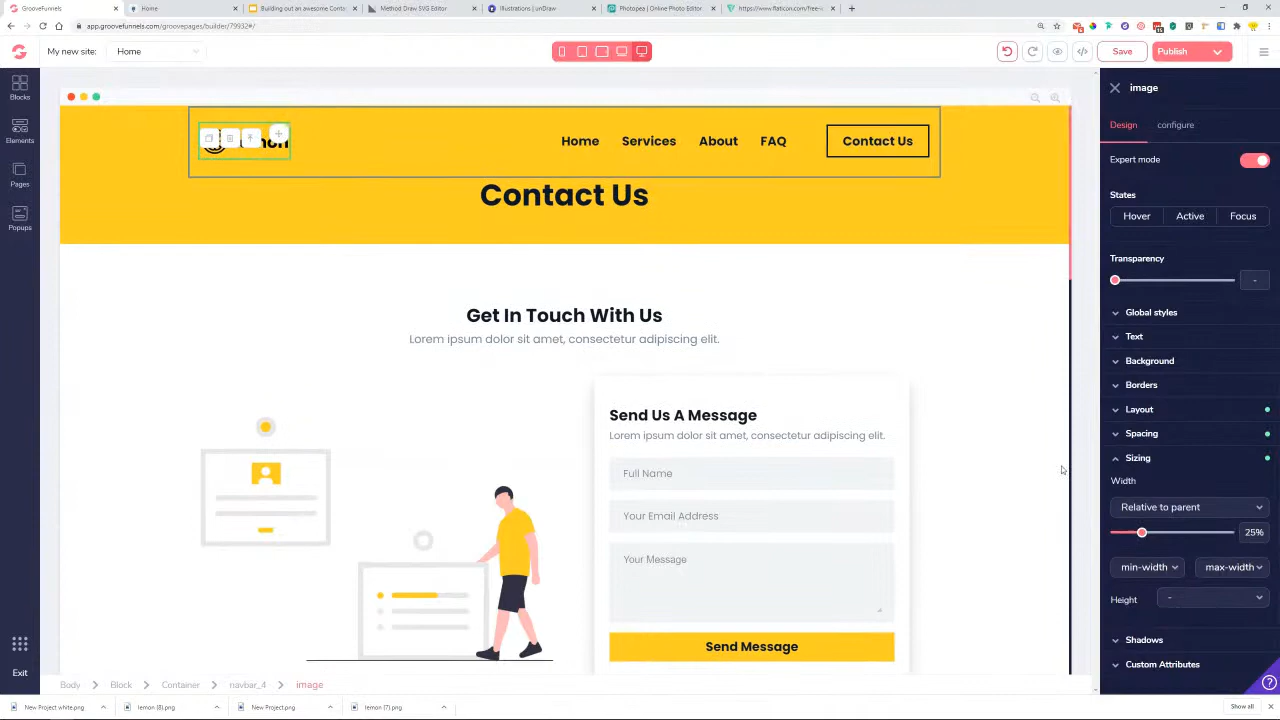 GrooveFunnels
Home
Building out an awesome Conta
Method Draw SVG Editor
Illustrations | unDraw
Photopea | Online Photo Editor
https://www.flaticon.com/free-i
app.groovefunnels.com/groovepages/builder/79932#/
My new site:
Home
Save
Publish
Blocks
Elements
Pages
Popups
Exit
Home
Services
About
FAQ
Contact Us
Contact Us
Get In Touch With Us
Lorem ipsum dolor sit amet, consectetur adipiscing elit.
Send Us A Message
Lorem ipsum dolor sit amet, consectetur adipiscing elit.
Full Name
Your Email Address
Your Message
Send Message
image
Design
configure
Expert mode
States
Hover
Active
Focus
Transparency
-
Global styles
Text
Background
Borders
Layout
Spacing
Sizing
Width
Relative to parent
25%
min-width
max-width
Height
-
Shadows
Custom Attributes
Body
Block
Container
navbar_4
image
New Project white.png
lemon (8).png
New Project.png
lemon (7).png
Show all